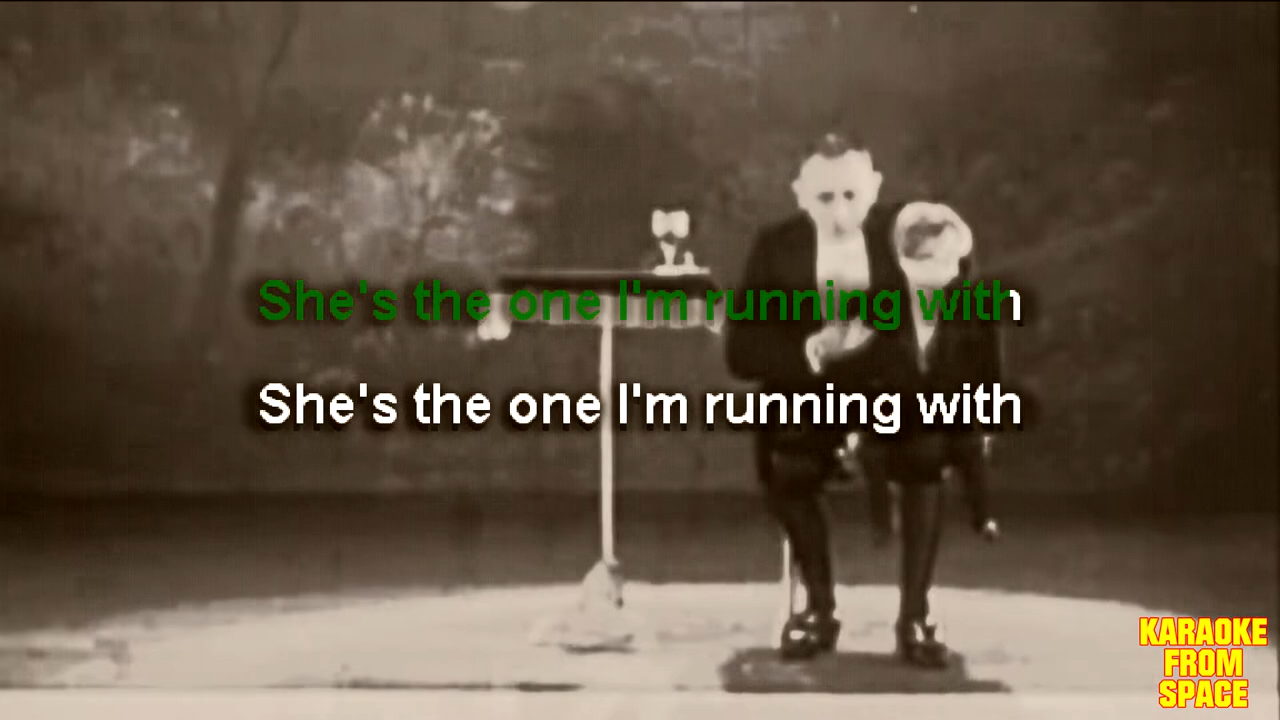 She's the one I'm running with
She's the one I'm running with
KARAOKE
FROM
SPACE